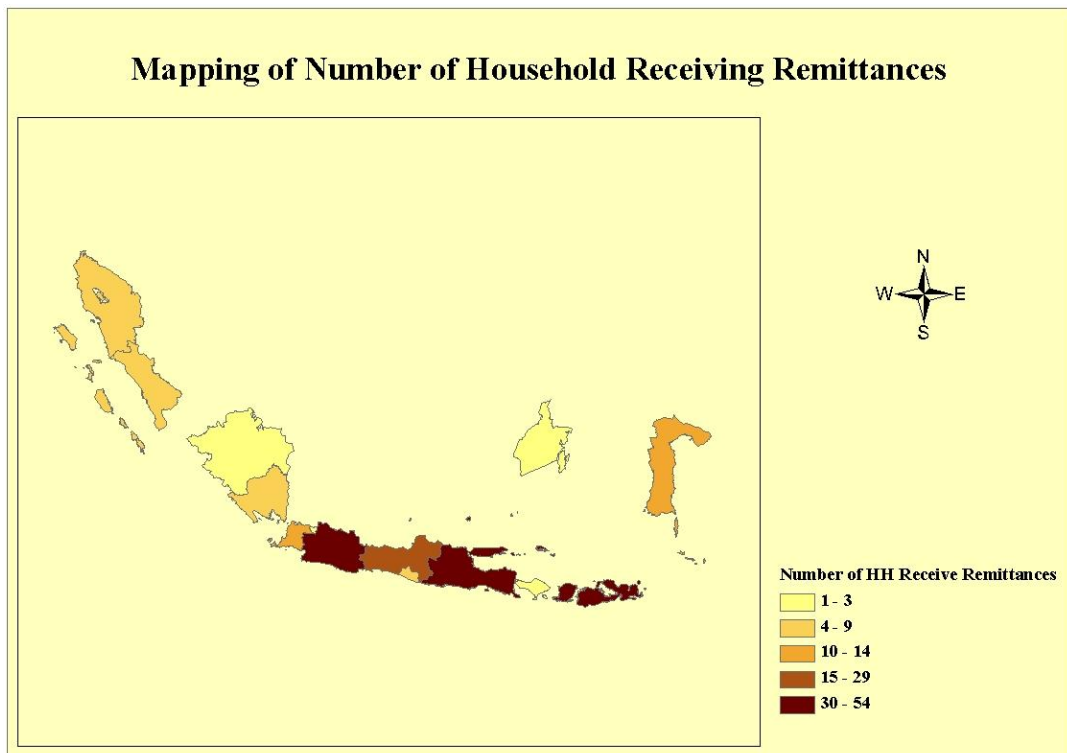 Mapping of Number of Household Receiving Remittances
N
W E
S
Number of HH Receive Remittances
1 - 3
4 - 9
10 - 14
15 - 29
30 - 54